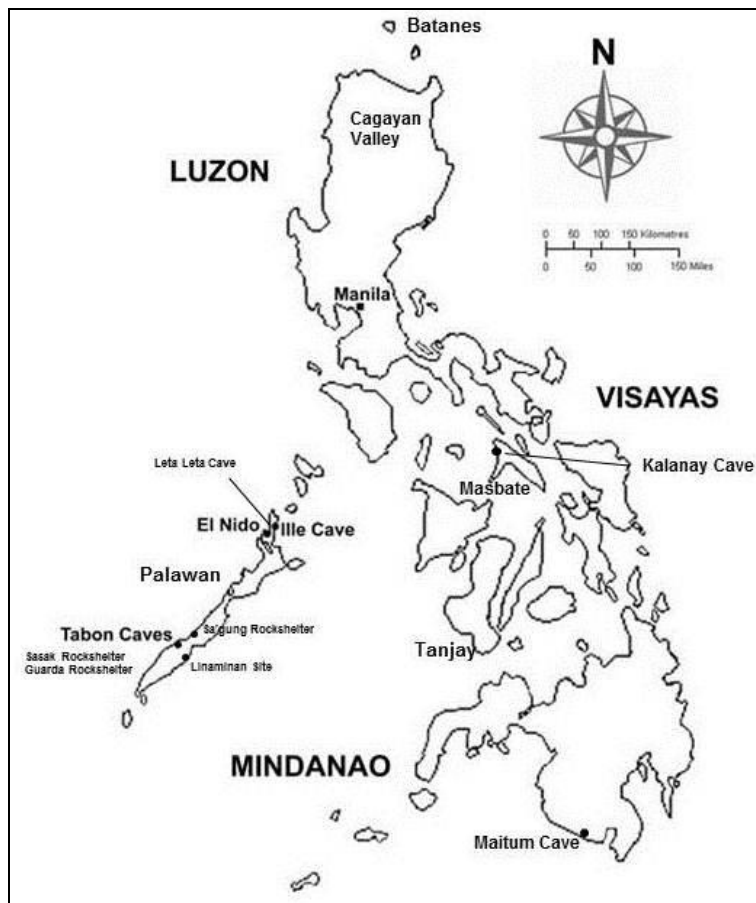 Batanes
N
Cagayan
Valley
LUZON
0 50 100 150 Kilometres
0 50 100 150 Miles
Manila
VISAYAS
Leta Leta Cave
Kalanay Cave
Masbate
El Nido
Ille Cave
Palawan
Tabon Caves
Sa'gung Rockshelter
Sasak Rockshelter
Guarda Rockshelter
Linaminan Site
Tanjay
MINDANAO
Maitum Cave